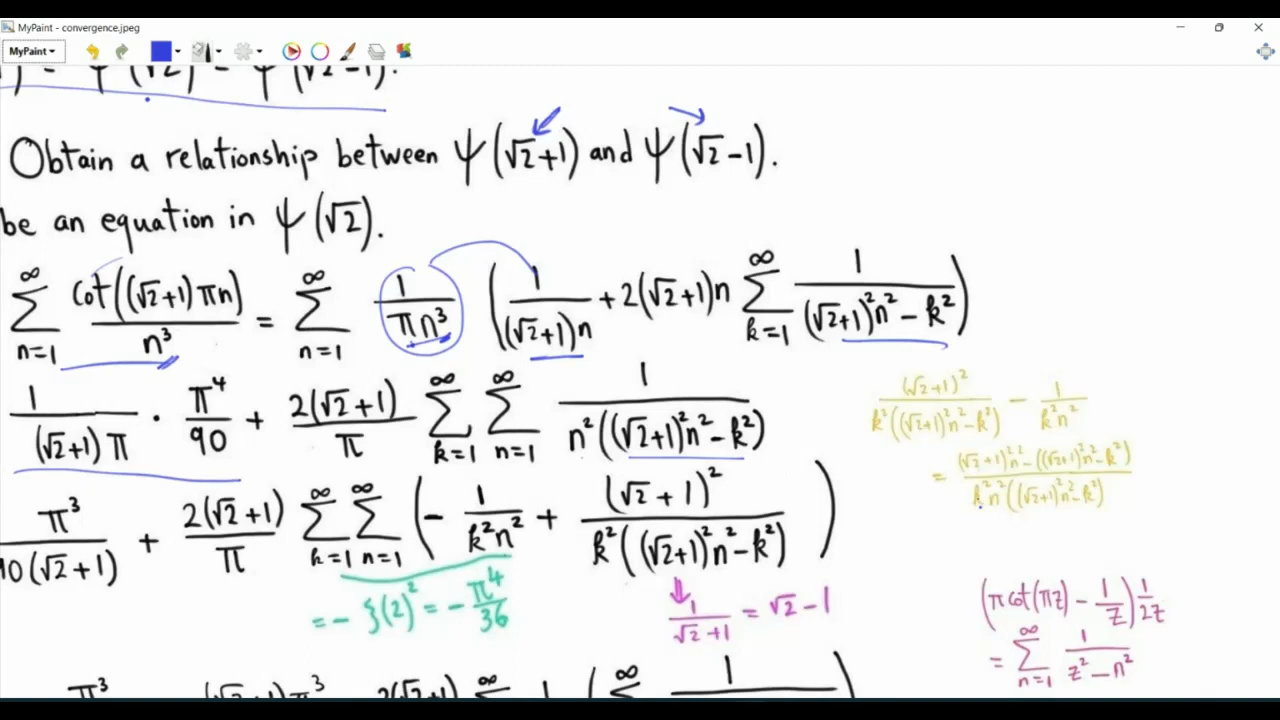 MyPaint - convergence.jpeg
MyPaint
ψ(√2) = ψ(√2-1).
Obtain a relationship between ψ(√2+1) and ψ(√2-1).
be an equation in ψ(√2).
∞∑n=1 cot((√2+1)πn)/n³ = ∞∑n=1 1/πn³ (1/(√2+1)n + 2(√2+1)n ∞∑k=1 1/((√2+1)²n² - k²))
1/(√2+1)π · π⁴/90 + 2(√2+1)/π ∞∑k=1 ∞∑n=1 1/n²((√2+1)²n² - k²)
(√2+1)²/k²((√2+1)²n² - k²) - 1/k²n²
= (√2+1)²n² - ((√2+1)²n² - k²)/k²n²((√2+1)²n² - k²)
π³/90(√2+1) + 2(√2+1)/π ∞∑k=1 ∞∑n=1 (- 1/k²n² + (√2+1)²/k²((√2+1)²n² - k²))
= - ζ(2)² = - π⁴/36
1/√2+1 = √2-1
(πcot(πz) - 1/z) 1/2z
= ∞∑n=1 1/z² - n²